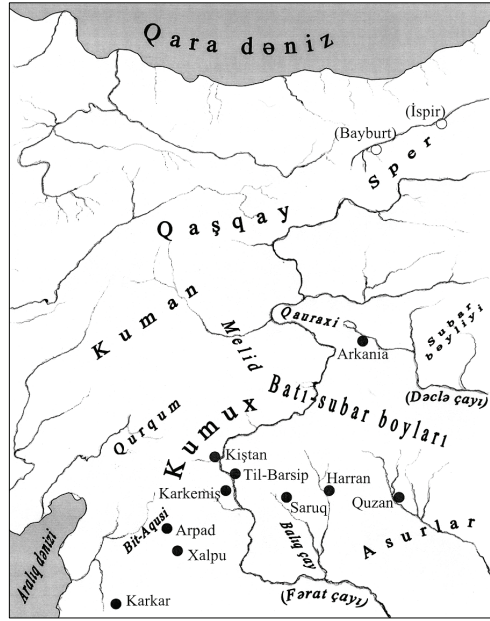 Qara dəniz
(İspir)
(Bayburt)
Sper
Qaşqay
Kuman
Melid
Qauraxi
Arkania
Subar
bəyliyi
(Dəclə çayı)
Batı-subar boyları
Qurqum
Kumux
Kiştan
Til-Barsip
Karkemiş
Harran
Saruq
Quzan
Bit-Aqusi
Arpad
Xalpu
Balıq çay
Asurlar
Aralıq dənizi
(Fərat çayı)
Karkar